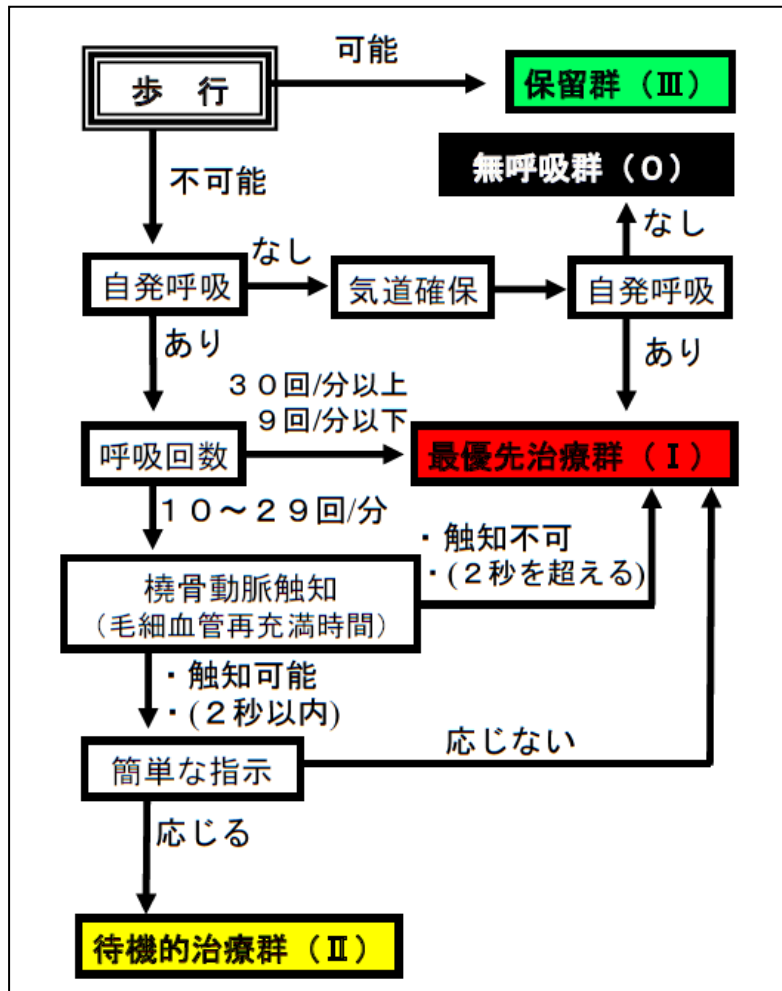 可能
歩　行
保留群（Ⅲ）
無呼吸群（０）
不可能
なし
なし
自発呼吸
気道確保
自発呼吸
あり
あり
３０回/分以上
９回/分以下
呼吸回数
最優先治療群（Ⅰ）
１０～２９回/分
・触知不可
・(２秒を超える)
橈骨動脈触知
（毛細血管再充満時間）
・触知可能
・(２秒以内)
応じない
簡単な指示
応じる
待機的治療群（Ⅱ）